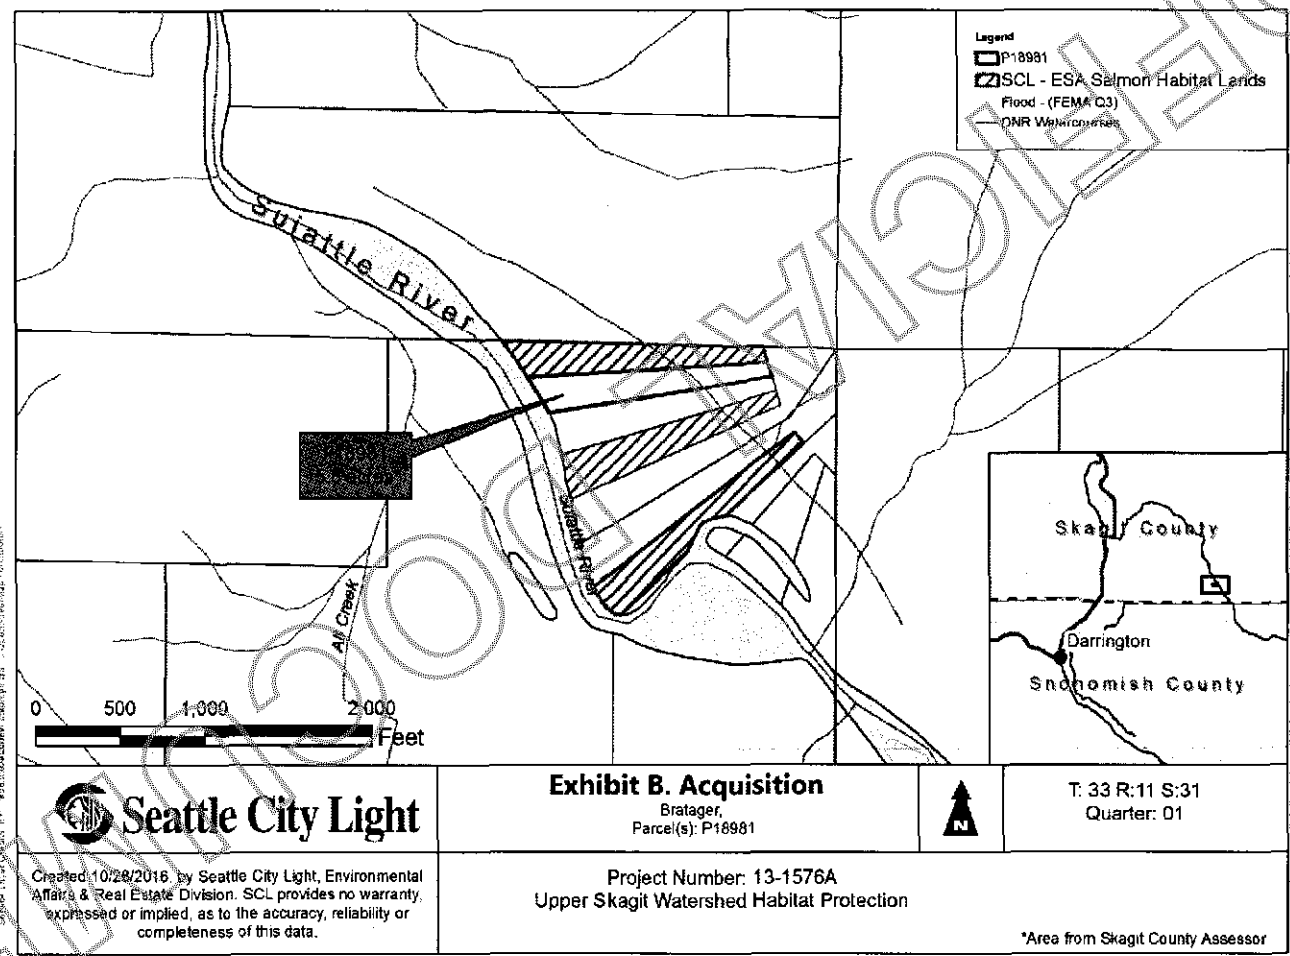 Legend
P18981
SCL - ESA Salmon Habitat Lands
Flood - (FEMA Q3)
DNR Watercourses
Suiattle River
Suiattle River
All Creek
0 500 1,000 2,000
Feet
Skagit County
Darrington
Snohomish County
Seattle City Light
Exhibit B. Acquisition
Bratager,
Parcel(s): P18981
N
T: 33 R:11 S:31
Quarter: 01
Created 10/28/2016, by Seattle City Light, Environmental
Affairs & Real Estate Division. SCL provides no warranty,
expressed or implied, as to the accuracy, reliability or
completeness of this data.
Project Number: 13-1576A
Upper Skagit Watershed Habitat Protection
*Area from Skagit County Assessor